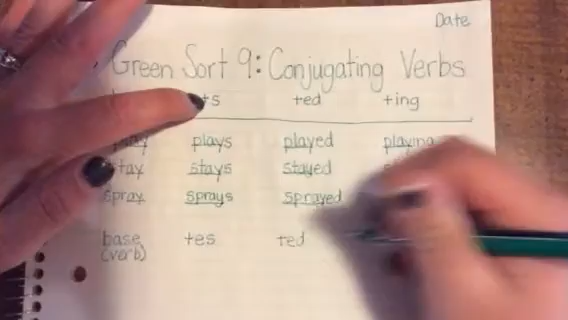 Date
Green Sort 9: Conjugating Verbs
+s +ed +ing
plays played playing
stay stays stayed
spray sprays sprayed
base +es +ed
(verb)